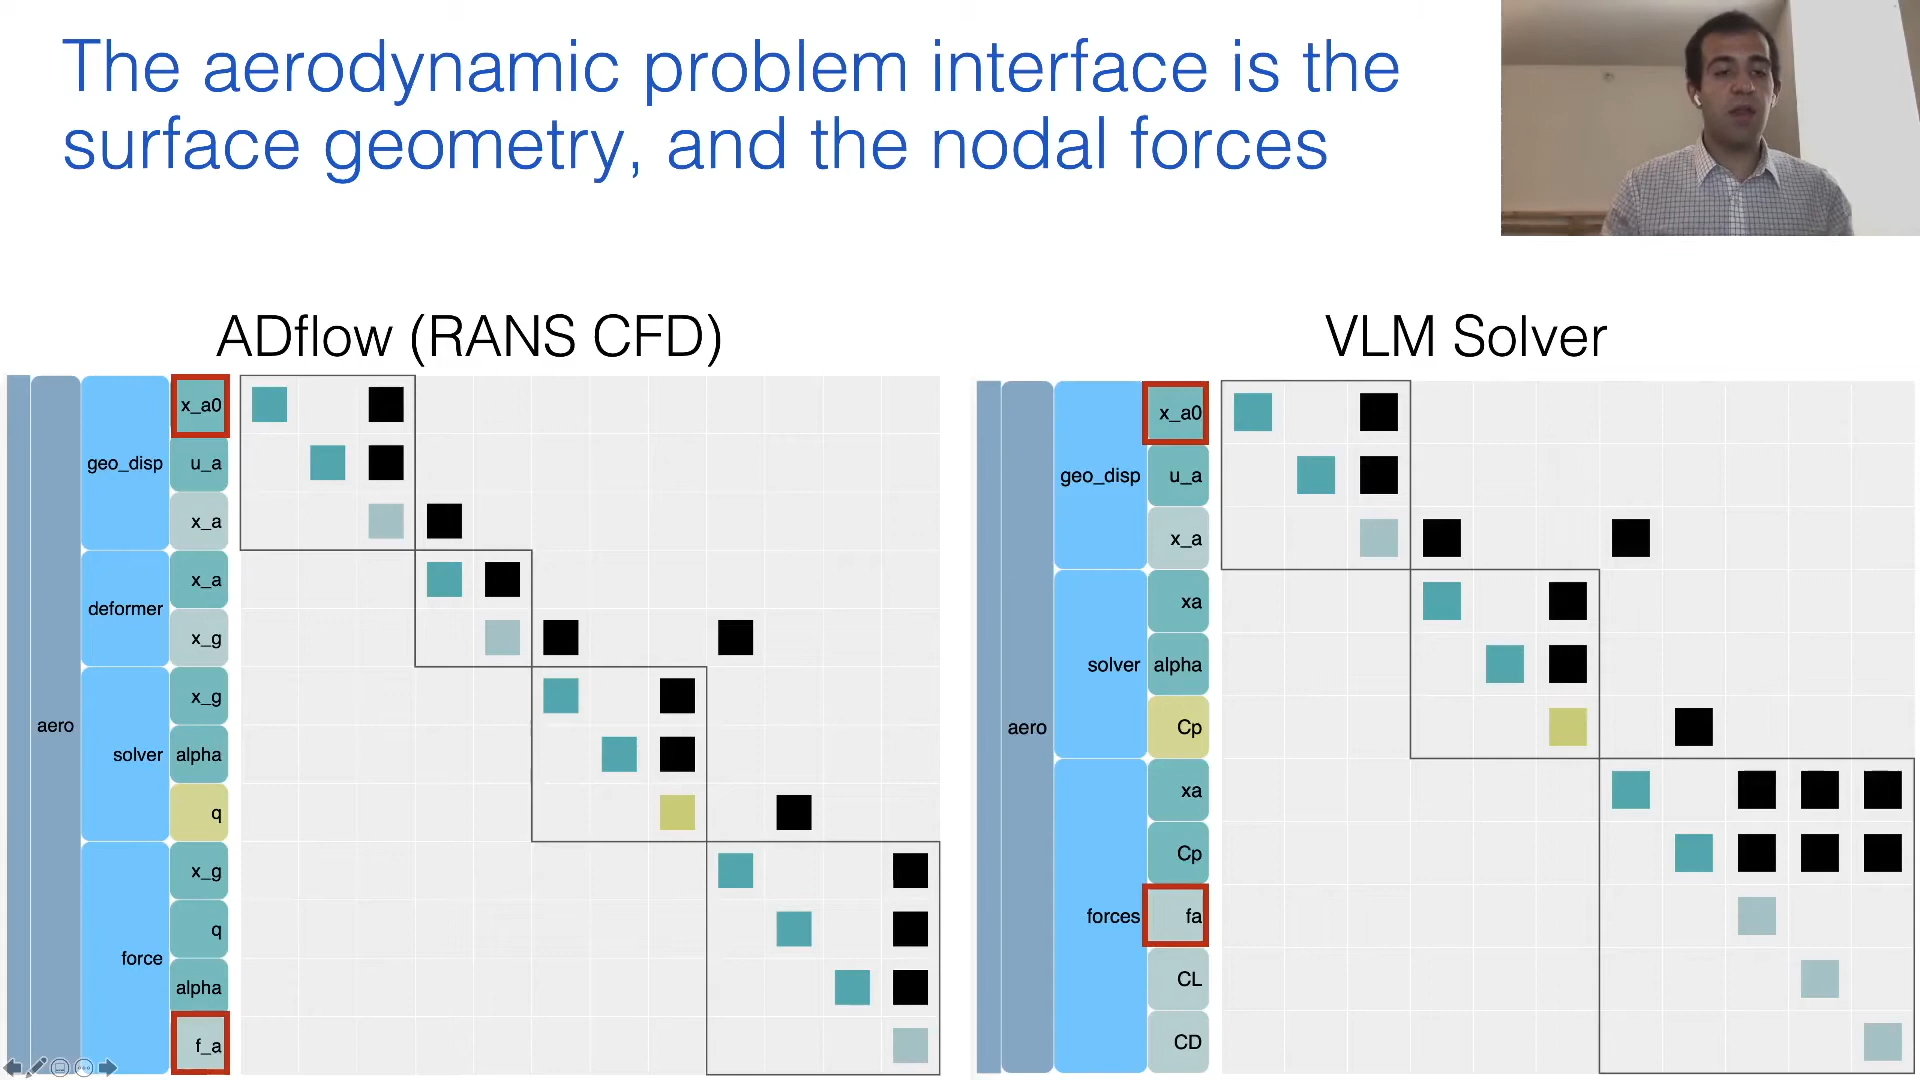 The aerodynamic problem interface is the
surface geometry, and the nodal forces
ADflow (RANS CFD)
aero
geo_disp
x_a0
u_a
x_a
deformer
x_a
x_g
solver
x_g
alpha
q
force
x_g
q
alpha
f_a
VLM Solver
aero
geo_disp
x_a0
u_a
x_a
solver
xa
alpha
Cp
forces
xa
Cp
fa
CL
CD